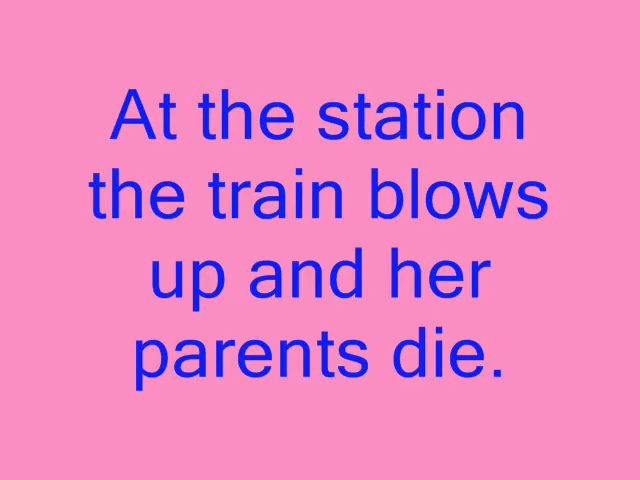 At the station
the train blows
up and her
parents die.